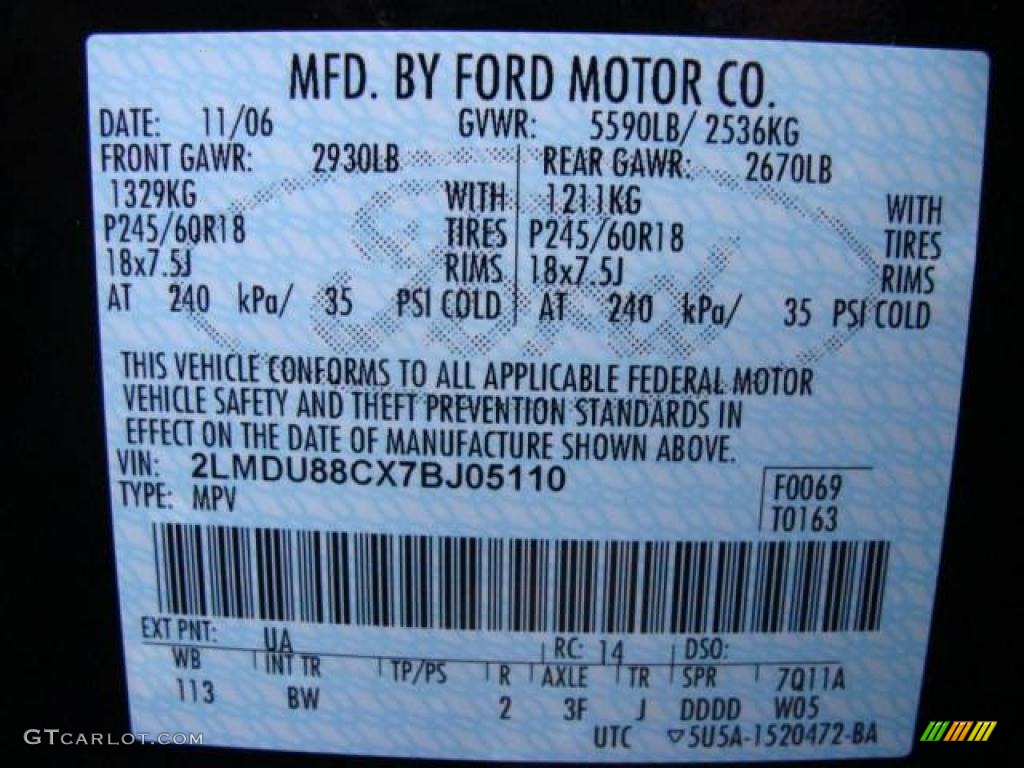 MFD. BY FORD MOTOR CO.
DATE: 11/06 GVWR: 5590LB/ 2536KG
FRONT GAWR: 2930LB REAR GAWR: 2670LB
1329KG WITH 1211KG WITH
P245/60R18 TIRES P245/60R18 TIRES
18x7.5J RIMS 18x7.5J RIMS
AT 240 kPa/ 35 PSI COLD AT 240 kPa/ 35 PSI COLD
Ford
THIS VEHICLE CONFORMS TO ALL APPLICABLE FEDERAL MOTOR
VEHICLE SAFETY AND THEFT PREVENTION STANDARDS IN
EFFECT ON THE DATE OF MANUFACTURE SHOWN ABOVE.
VIN: 2LMDU88CX7BJ05110
TYPE: MPV
F0069
T0163
EXT PNT: UA RC: 14 DSO:
WB INT TR TP/PS R AXLE TR SPR 7Q11A
113 BW 2 3F J DDDD W05
UTC ▽5U5A-1520472-BA
GTCARLOT.COM